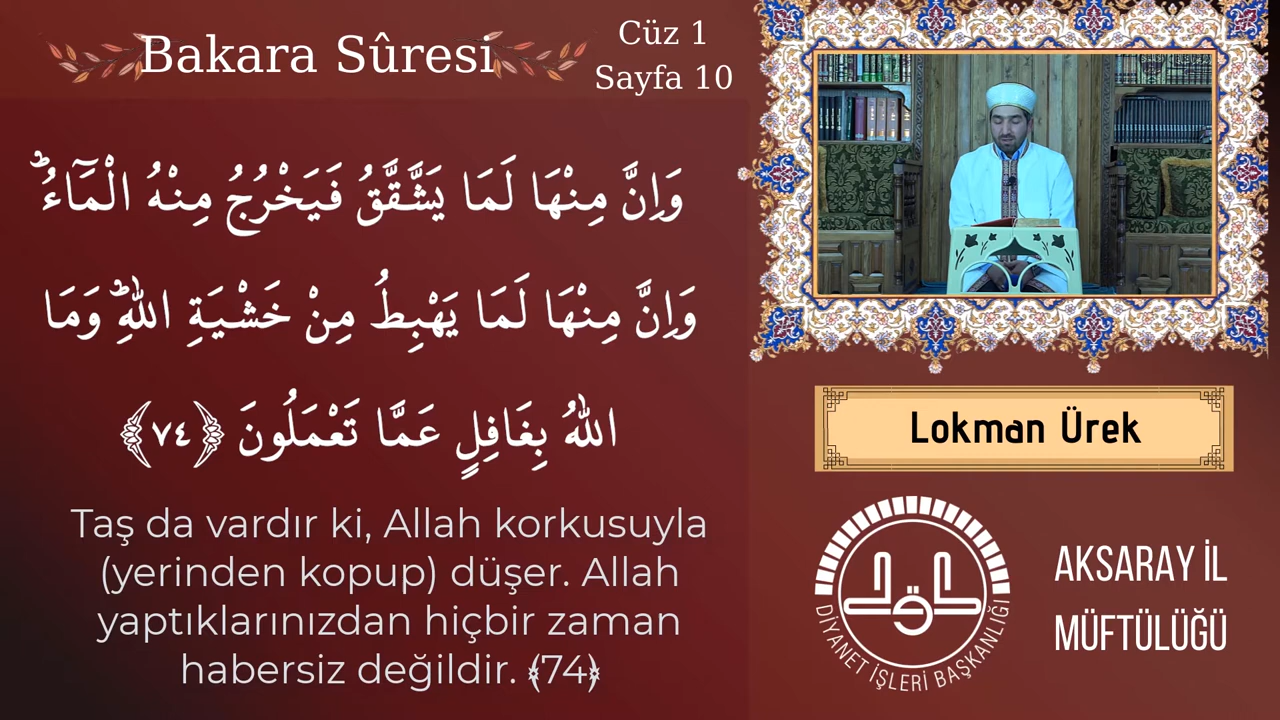 Bakara Sûresi
Cüz 1
Sayfa 10
وَاِنَّ مِنْهَا لَمَا يَشَّقَّقُ فَيَخْرُجُ مِنْهُ الْمَٓاءُۜ
وَاِنَّ مِنْهَا لَمَا يَهْبِطُ مِنْ خَشْيَةِ اللّٰهِۜ وَمَا
اللّٰهُ بِغَافِلٍ عَمَّا تَعْمَلُونَ ﴿٧٤﴾
Taş da vardır ki, Allah korkusuyla
(yerinden kopup) düşer. Allah
yaptıklarınızdan hiçbir zaman
habersiz değildir. ﴾74﴿
Lokman Ürek
DİYANET İŞLERİ BAŞKANLIĞI
AKSARAY İL
MÜFTÜLÜĞÜ